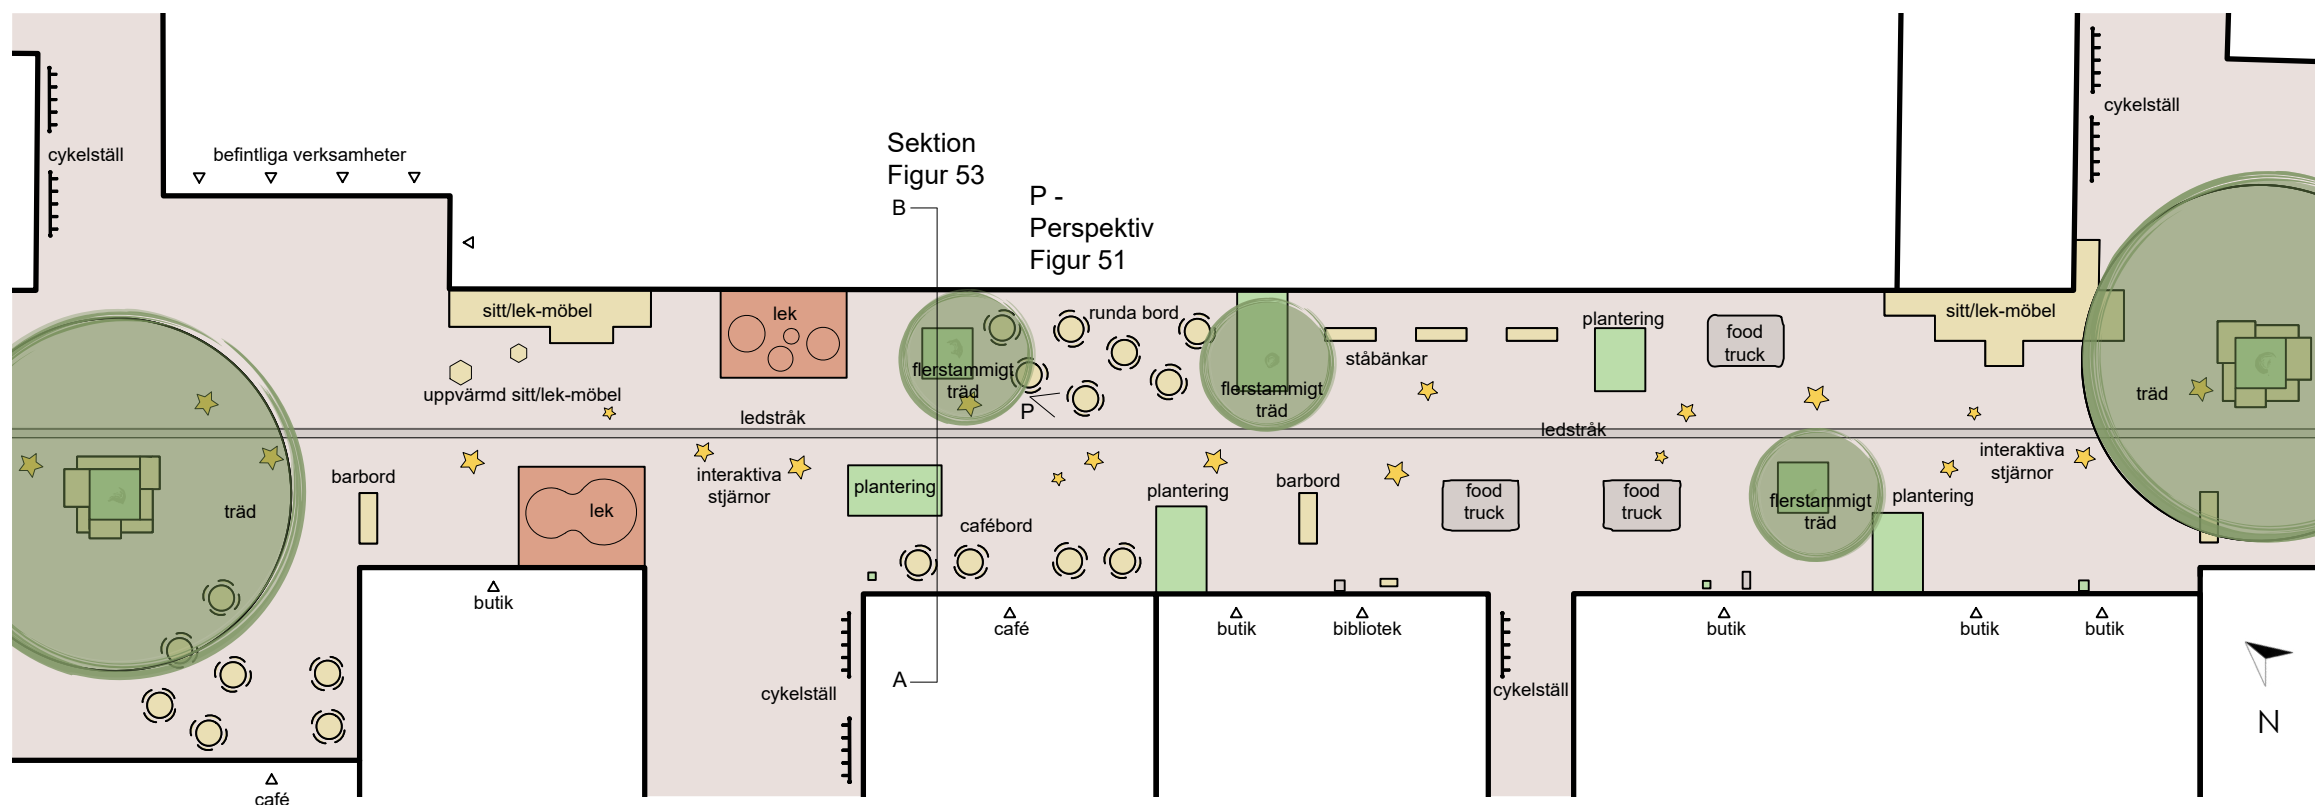 cykelställ
befintliga verksamheter
Sektion
Figur 53
B
P -
Perspektiv
Figur 51
cykelställ
sitt/lek-möbel
lek
runda bord
plantering
food
truck
sitt/lek-möbel
ståbänkar
flerstammigt
träd
flerstammigt
träd
uppvärmd sitt/lek-möbel
P
träd
ledstråk
ledstråk
interaktiva
stjärnor
interaktiva
stjärnor
barbord
träd
lek
plantering
plantering
barbord
food
truck
food
truck
flerstammigt
träd
plantering
cafébord
butik
café
butik
bibliotek
butik
butik
butik
A
cykelställ
cykelställ
N
café